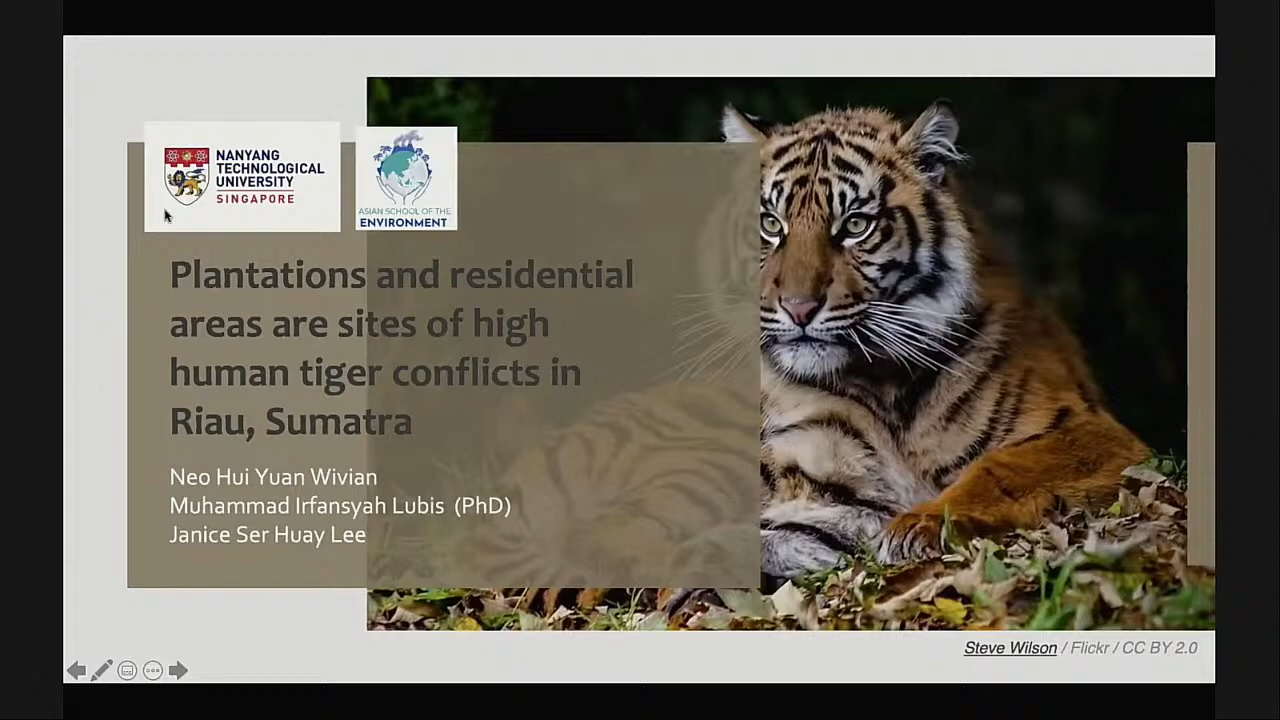 NANYANG
TECHNOLOGICAL
UNIVERSITY
SINGAPORE
ASIAN SCHOOL OF THE
ENVIRONMENT
Plantations and residential
areas are sites of high
human tiger conflicts in
Riau, Sumatra
Neo Hui Yuan Wivian
Muhammad Irfansyah Lubis (PhD)
Janice Ser Huay Lee
Steve Wilson / Flickr / CC BY 2.0